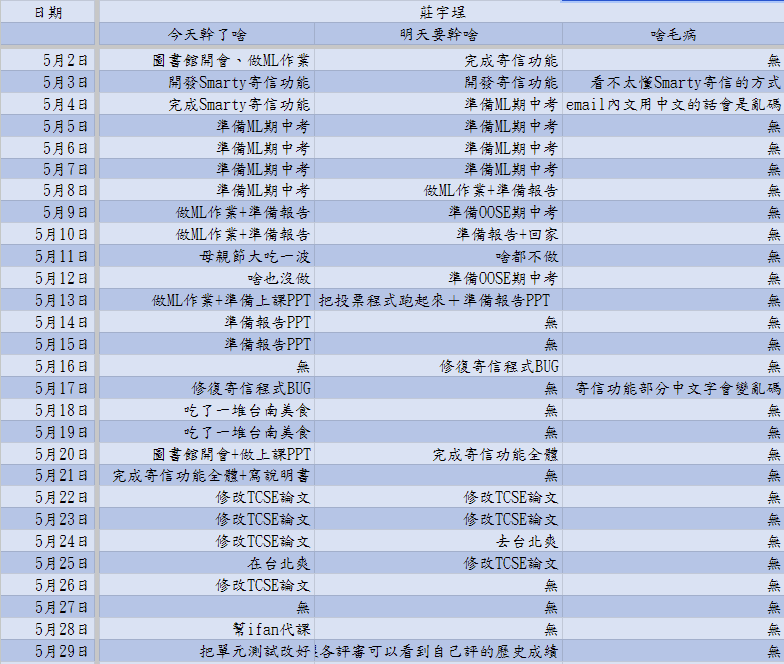 日期 莊宇埕
今天幹了啥 明天要幹啥 啥毛病
5月2日 圖書館開會、做ML作業 完成寄信功能 無
5月3日 開發Smarty寄信功能 開發寄信功能 看不太懂Smarty寄信的方式
5月4日 完成Smarty寄信功能 準備ML期中考 email內文用中文的話會是亂碼
5月5日 準備ML期中考 準備ML期中考 無
5月6日 準備ML期中考 準備ML期中考 無
5月7日 準備ML期中考 準備ML期中考 無
5月8日 準備ML期中考 做ML作業+準備報告 無
5月9日 做ML作業+準備報告 準備OOSE期中考 無
5月10日 做ML作業+準備報告 準備報告+回家 無
5月11日 母親節大吃一波 啥都不做 無
5月12日 啥也沒做 準備OOSE期中考 無
5月13日 做ML作業+準備上課PPT 把投票程式跑起來＋準備報告PPT 無
5月14日 準備報告PPT 無 無
5月15日 準備報告PPT 無 無
5月16日 無 修復寄信程式BUG 無
5月17日 修復寄信程式BUG 無 寄信功能部分中文字會變亂碼
5月18日 吃了一堆台南美食 無 無
5月19日 吃了一堆台南美食 無 無
5月20日 圖書館開會+做上課PPT 完成寄信功能全體 無
5月21日 完成寄信功能全體+寫說明書 無 無
5月22日 修改TCSE論文 修改TCSE論文 無
5月23日 修改TCSE論文 修改TCSE論文 無
5月24日 修改TCSE論文 去台北爽 無
5月25日 在台北爽 修改TCSE論文 無
5月26日 修改TCSE論文 無 無
5月27日 無 無 無
5月28日 幫ifan代課 無 無
5月29日 把單元測試改好 各評審可以看到自己評的歷史成績 無